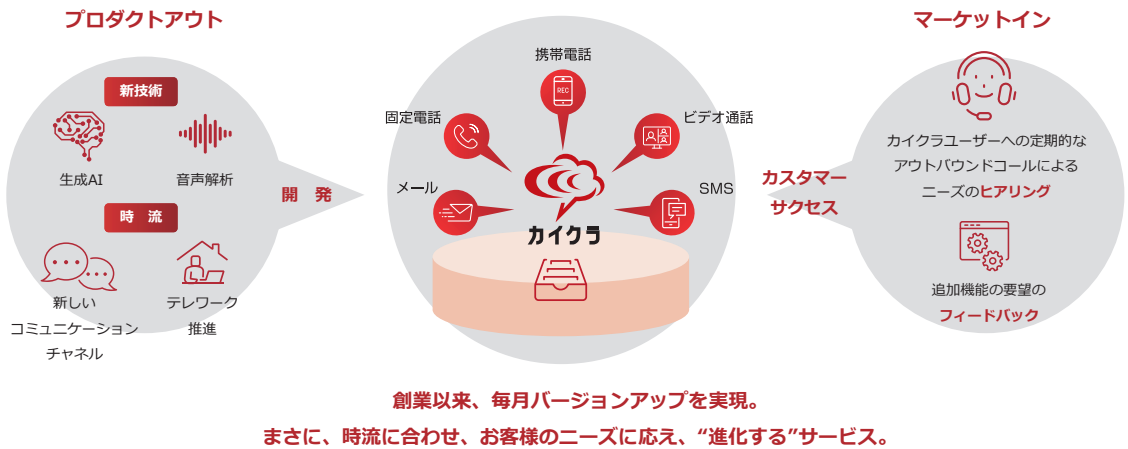 プロダクトアウト
新技術
生成AI
音声解析
時 流
新しい
コミュニケーション
チャネル
テレワーク
推進
開 発
携帯電話
REC
固定電話
ビデオ通話
メール
SMS
カイクラ
カスタマー
サクセス
マーケットイン
カイクラユーザーへの定期的な
アウトバウンドコールによる
ニーズのヒアリング
追加機能の要望の
フィードバック
創業以来、毎月バージョンアップを実現。
まさに、時流に合わせ、お客様のニーズに応え、“進化する”サービス。